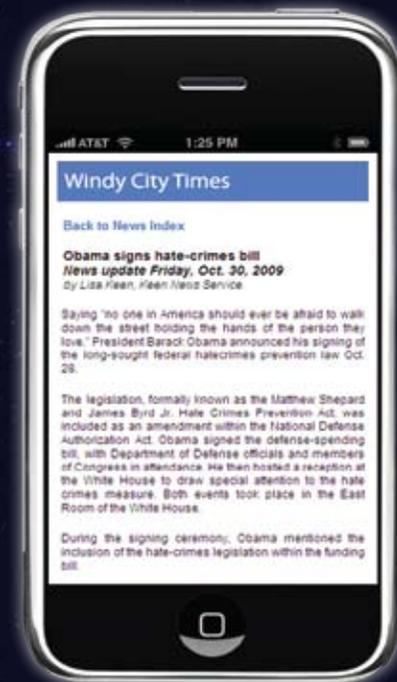 AT&T 1:25 PM
Windy City Times
Back to News Index
Obama signs hate-crimes bill
News update Friday, Oct. 30, 2009
by Lisa Keen, Keen News Service
Saying "no one in America should ever be afraid to walk
down the street holding the hands of the person they
love," President Barack Obama announced his signing of
the long-sought federal hatecrimes prevention law Oct.
28.
The legislation, formally known as the Matthew Shepard
and James Byrd Jr. Hate Crimes Prevention Act, was
included as an amendment within the National Defense
Authorization Act. Obama signed the defense-spending
bill, with Department of Defense officials and members
of Congress in attendance. He then hosted a reception at
the White House to draw special attention to the hate
crimes measure. Both events took place in the East
Room of the White House.
During the signing ceremony, Obama mentioned the
inclusion of the hate-crimes legislation within the funding
bill.